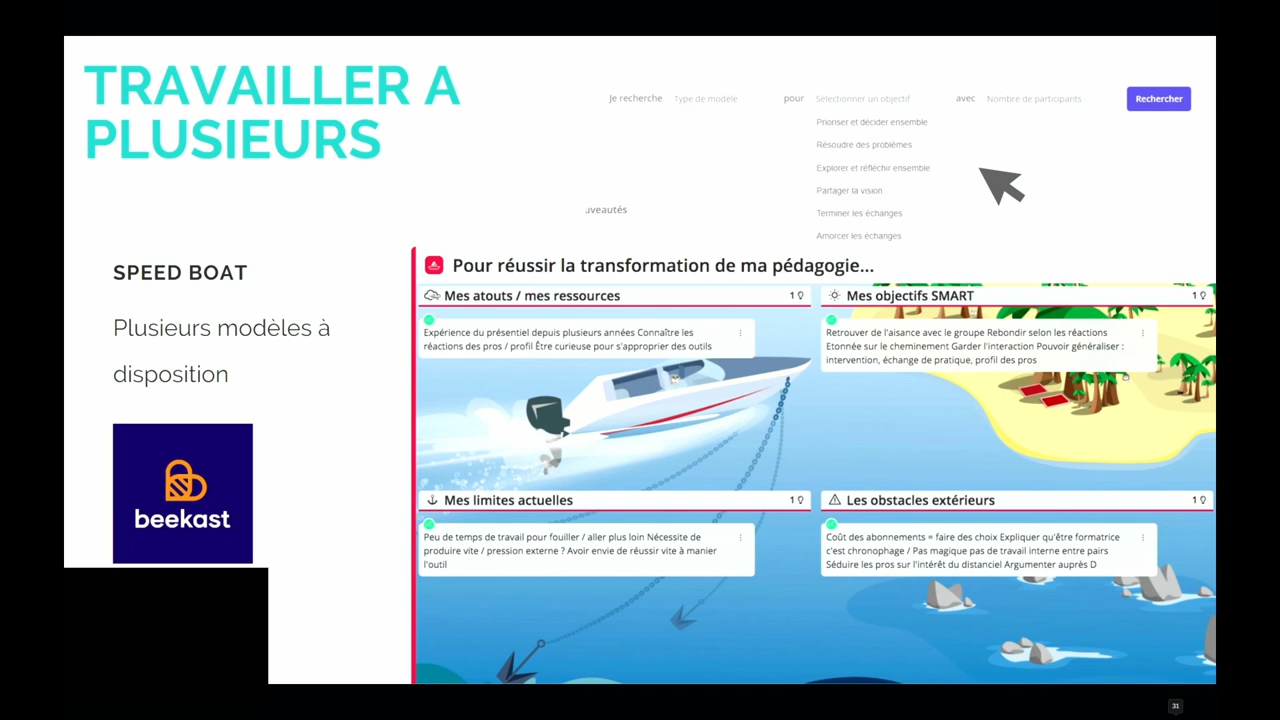 TRAVAILLER A
PLUSIEURS
Je recherche Type de modèle pour Sélectionner un objectif avec Nombre de participants Rechercher
Prioriser et décider ensemble
Résoudre des problèmes
Explorer et réfléchir ensemble
Partager la vision
Terminer les échanges
Amorcer les échanges
uveautés
SPEED BOAT
Plusieurs modèles à
disposition
beekast
Pour réussir la transformation de ma pédagogie...
Mes atouts / mes ressources 1
Expérience du présentiel depuis plusieurs années Connaître les
réactions des pros / profil Être curieuse pour s'approprier des outils
Mes objectifs SMART 1
Retrouver de l'aisance avec le groupe Rebondir selon les réactions
Etonnée sur le cheminement Garder l'interaction Pouvoir généraliser :
intervention, échange de pratique, profil des pros
Mes limites actuelles 1
Peu de temps de travail pour fouiller / aller plus loin Nécessite de
produire vite / pression externe ? Avoir envie de réussir vite à manier
l'outil
Les obstacles extérieurs 1
Coût des abonnements = faire des choix Expliquer qu'être formatrice
c'est chronophage / Pas magique pas de travail interne entre pairs
Séduire les pros sur l'intérêt du distanciel Argumenter auprès D
31